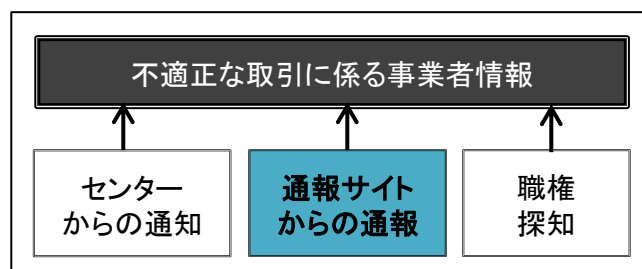 不適正な取引に係る事業者情報
センター
からの通知
通報サイト
からの通報
職権
探知